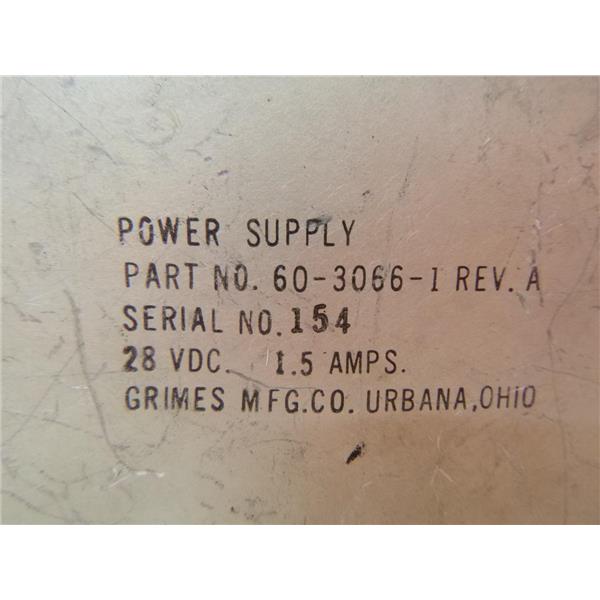 POWER SUPPLY
PART NO. 60-3066-1 REV. A
SERIAL NO. 154
28 VDC. 1.5 AMPS.
GRIMES MFG.CO. URBANA,OHIO